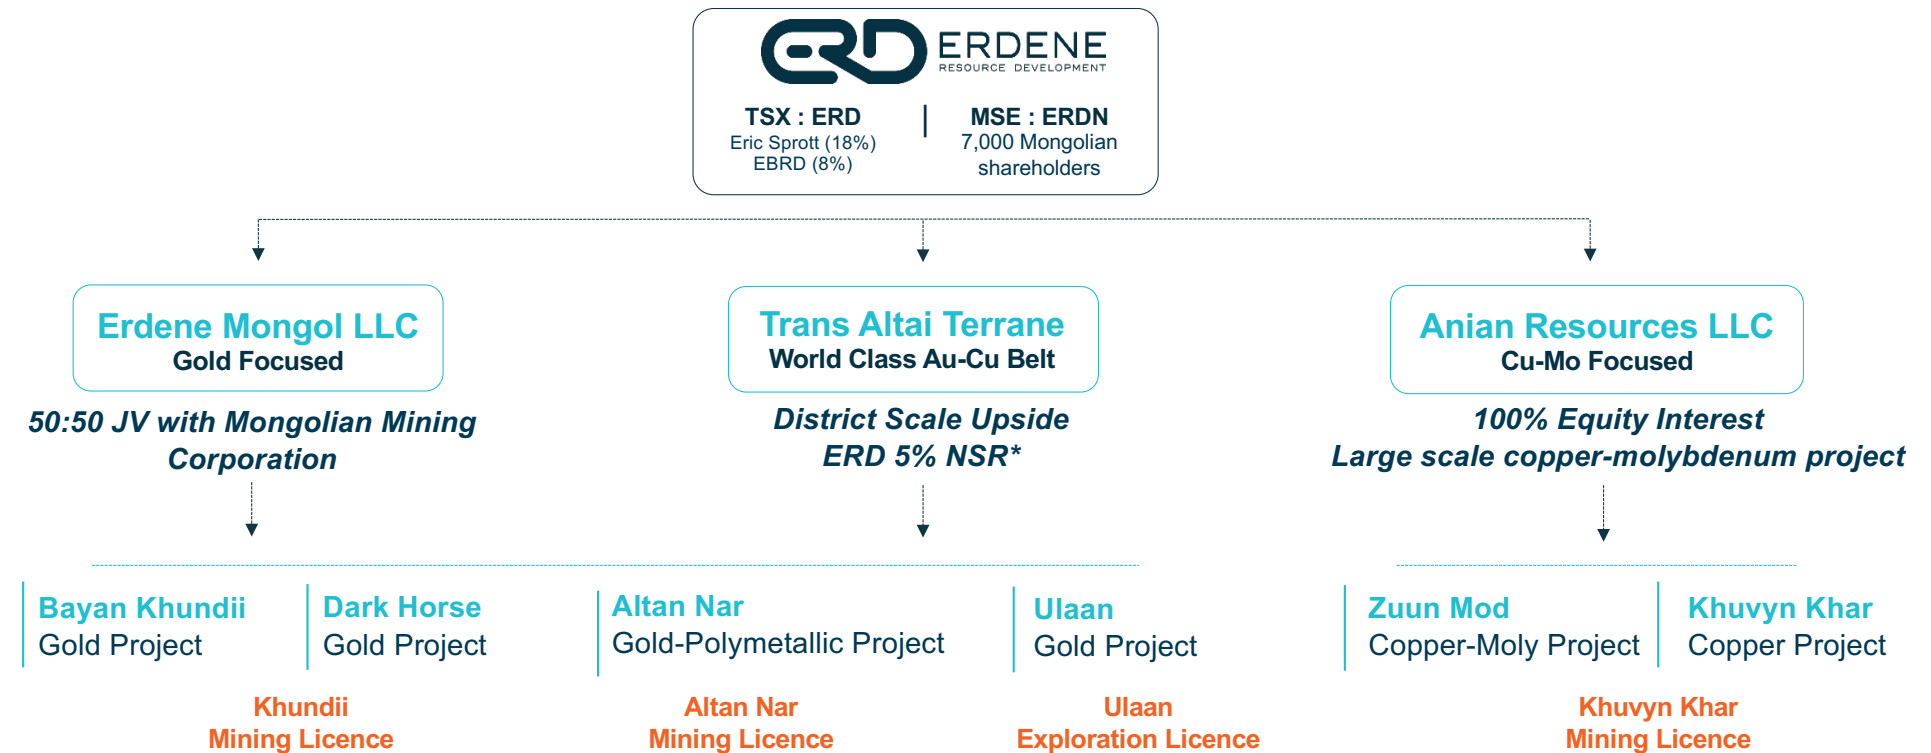 ERD ERDENE
RESOURCE DEVELOPMENT
TSX : ERD
Eric Sprott (18%)
EBRD (8%)
|
MSE : ERDN
7,000 Mongolian
shareholders
Erdene Mongol LLC
Gold Focused
50:50 JV with Mongolian Mining
Corporation
Trans Altai Terrane
World Class Au-Cu Belt
District Scale Upside
ERD 5% NSR*
Anian Resources LLC
Cu-Mo Focused
100% Equity Interest
Large scale copper-molybdenum project
Bayan Khundii
Gold Project
Dark Horse
Gold Project
Khundii
Mining Licence
Altan Nar
Gold-Polymetallic Project
Altan Nar
Mining Licence
Ulaan
Gold Project
Ulaan
Exploration Licence
Zuun Mod
Copper-Moly Project
Khuvyn Khar
Copper Project
Khuvyn Khar
Mining Licence